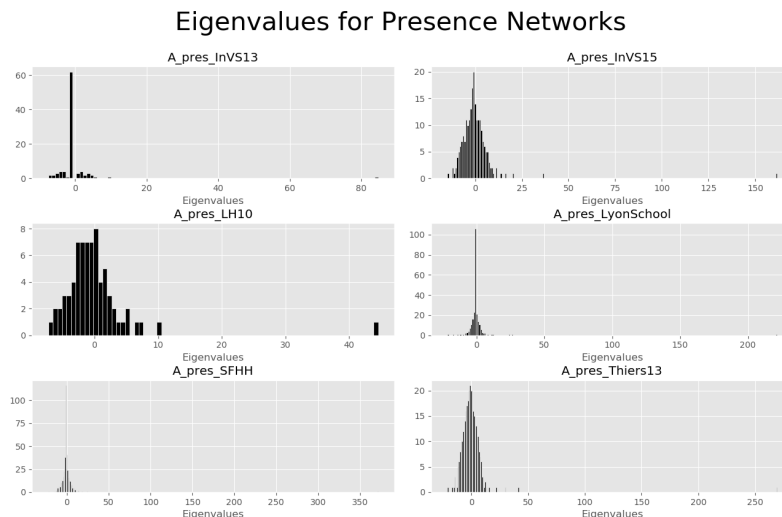 Eigenvalues for Presence Networks
A_pres_InVS13
60
40
20
0
0 20 40 60 80
Eigenvalues
A_pres_InVS15
20
15
10
5
0
0 25 50 75 100 125 150
Eigenvalues
A_pres_LH10
8
6
4
2
0
0 10 20 30 40
Eigenvalues
A_pres_LyonSchool
100
80
60
40
20
0
0 50 100 150 200
Eigenvalues
A_pres_SFHH
100
75
50
25
0
0 50 100 150 200 250 300 350
A_pres_Thiers13
20
15
10
5
0
0 50 100 150 200 250